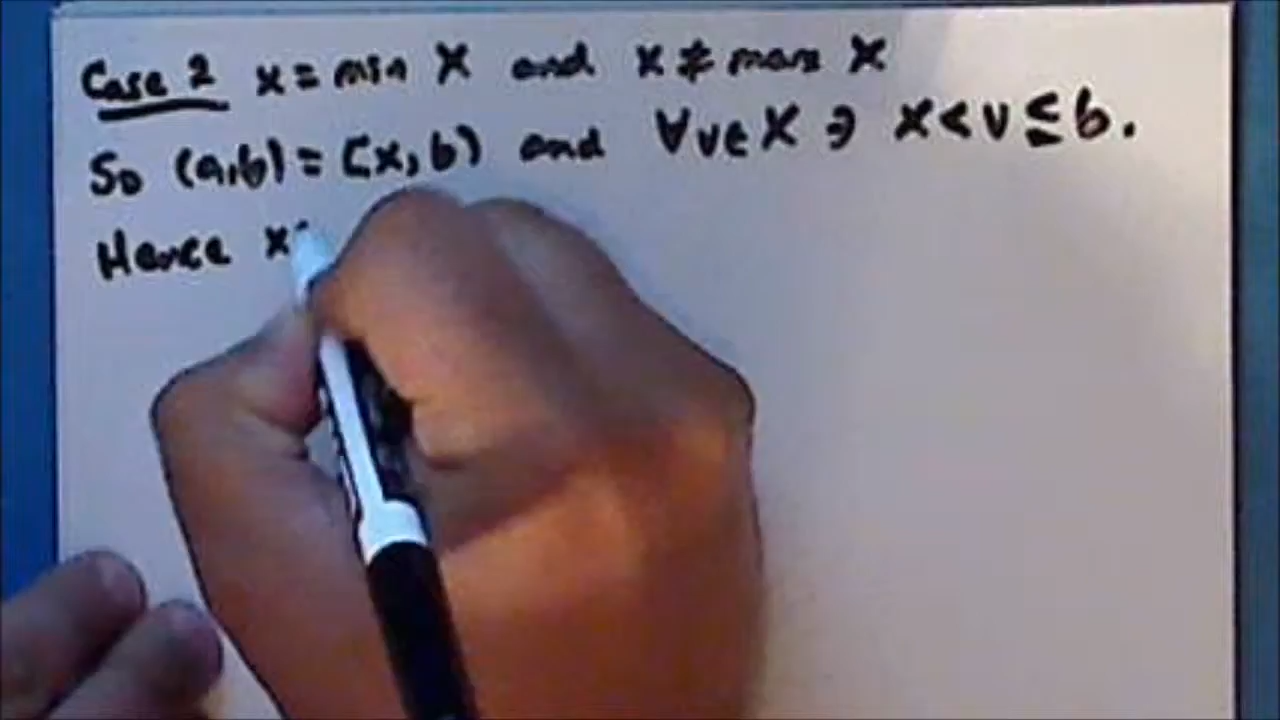 Case 2 x = min X and x ≠ max X
So (a,b) = [x, b) and ∀v∈X ∋ x < v ≤ b.
Hence x